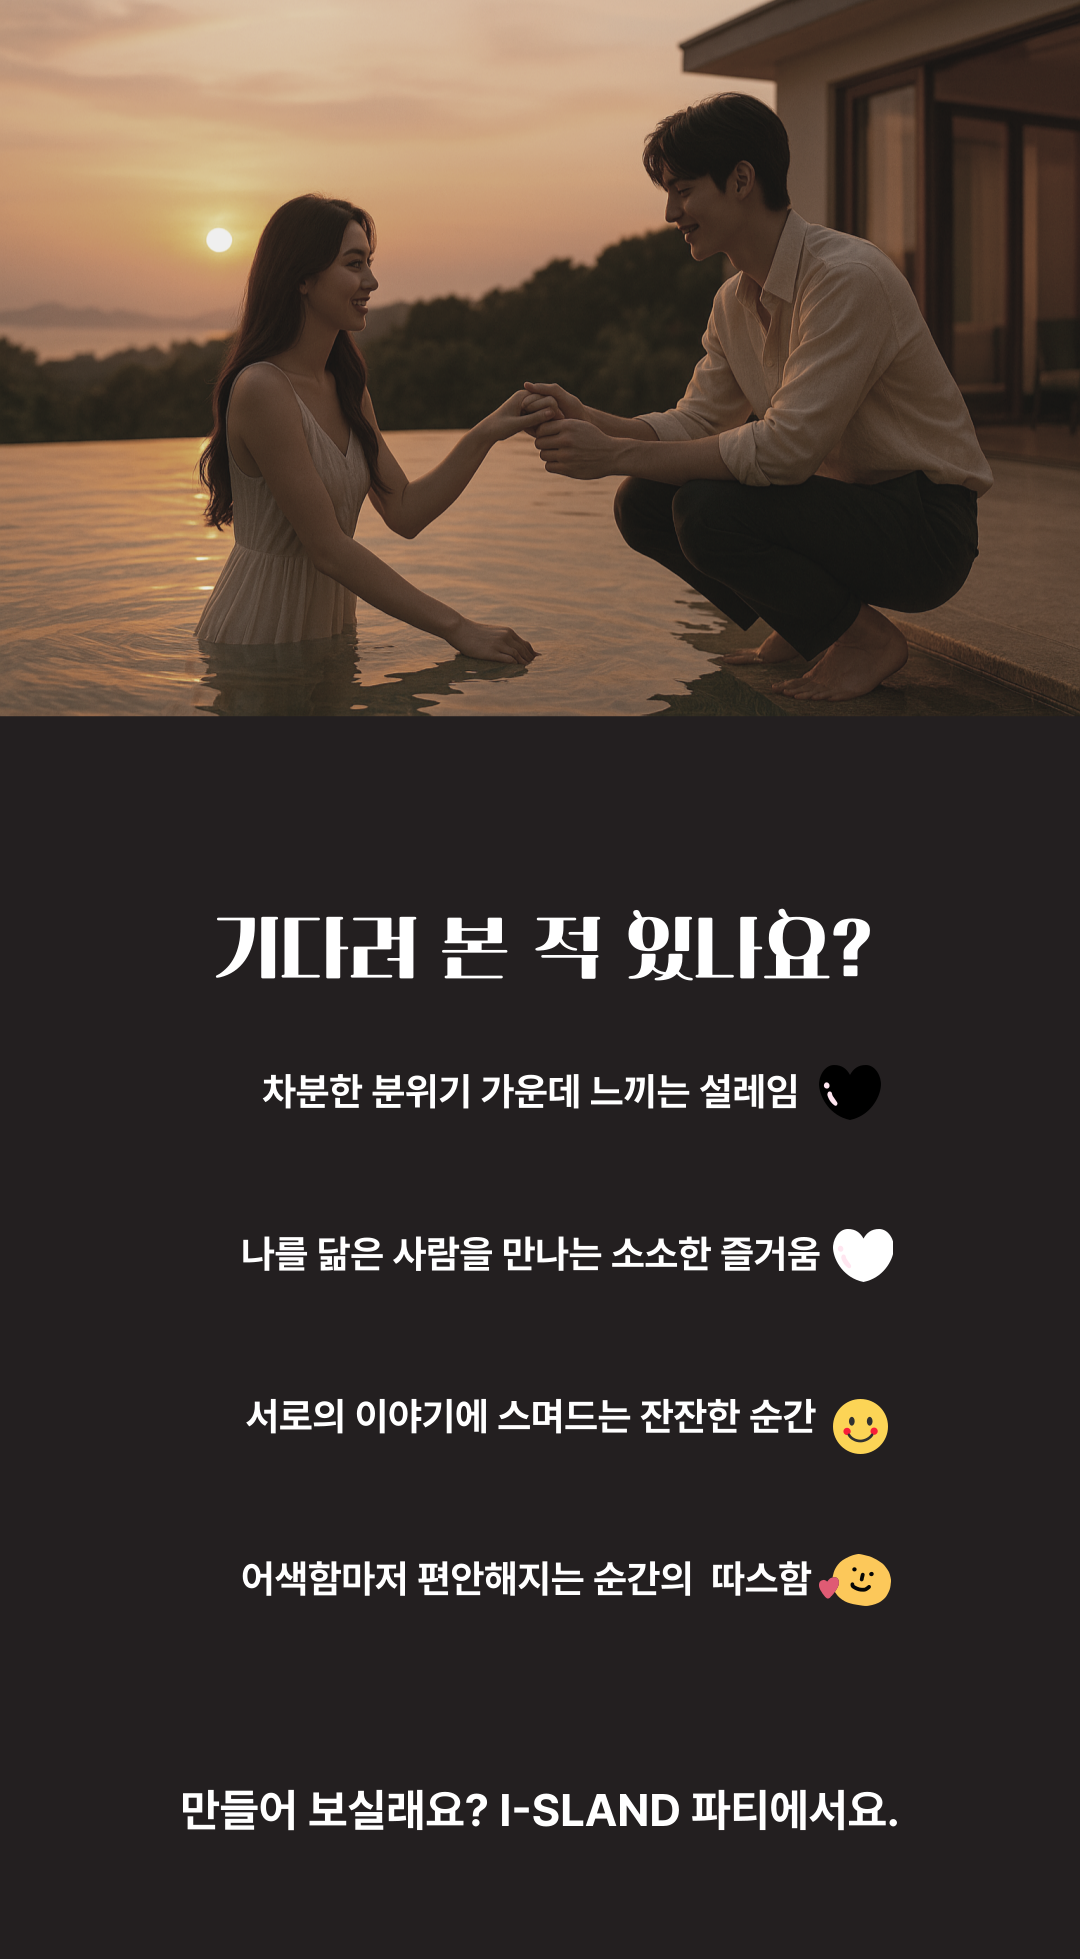 기다려 본 적 있나요?
차분한 분위기 가운데 느끼는 설레임
나를 닮은 사람을 만나는 소소한 즐거움
서로의 이야기에 스며드는 잔잔한 순간
어색함마저 편안해지는 순간의 따스함
만들어 보실래요? I-SLAND 파티에서요.